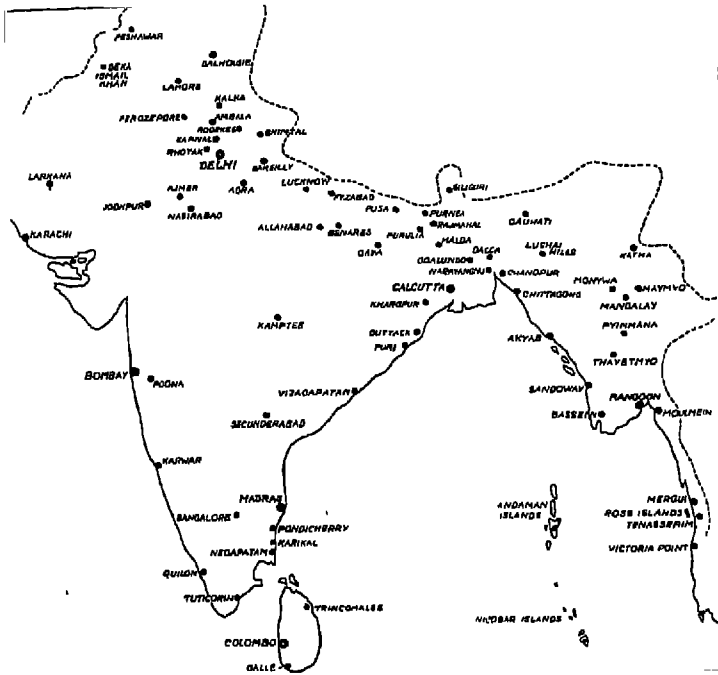 PESHAWAR
DERA
ISMAIL
KHAN
DALHOUSIE
LAHORE
KALKA
FEROZEPORE
AMBALA
ROORKEE
KARNAL
BHIMTAL
RHOTAK
DELHI
BAREILLY
LARKANA
AJMER
AGRA
LUCKNOW
FYZABAD
SILIGURI
JODHPUR
NASIRABAD
PUSA
PURNEA
GAUHATI
RAJMAHAL
ALLAHABAD
BENARES
PURULIA
KARACHI
GAYA
MALDA
DACCA
LUSHAI
HILLS
KATHA
GOALUNDO
NARAYANGNJ
CHANDPUR
CALCUTTA
CHITTAGONG
MONYWA
MAYMYO
MANDALAY
KHARGPUR
KAMPTEE
CUTTACK
PURI
AKYAB
PYINMANA
THAYETMYO
BOMBAY
POONA
VIZAGAPATAM
SANDOWAY
RANGOON
BASSEIN
MOULMEIN
SECUNDERABAD
KARWAR
MADRAS
BANGALORE
ANDAMAN
ISLANDS
MERGUI
ROSE ISLANDS
TENASSERIM
PONDICHERRY
KARIKAL
NEGAPATAM
VICTORIA POINT
QUILON
TUTICORIN
TRINCOMALEE
NICOBAR ISLANDS
COLOMBO
GALLE